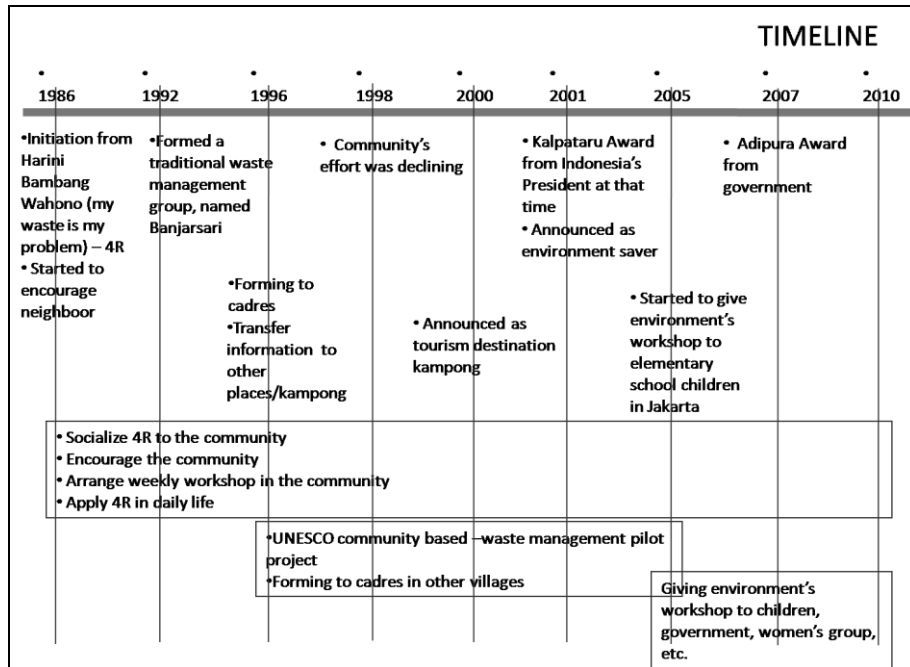 TIMELINE
• • • • • • • • •
1986 1992 1996 1998 2000 2001 2005 2007 2010
•Initiation from
Harini
Bambang
Wahono (my
waste is my
problem) – 4R
• Started to
encourage
neighboor
•Formed a
traditional waste
management
group, named
Banjarsari
•Forming to
cadres
•Transfer
information to
other
places/kampong
• Community's
effort was declining
• Announced as
tourism destination
kampong
• Kalpataru Award
from Indonesia's
President at that
time
• Announced as
environment saver
• Started to give
environment's
workshop to
elementary
school children
in Jakarta
• Adipura Award
from
government
• Socialize 4R to the community
• Encourage the community
• Arrange weekly workshop in the community
• Apply 4R in daily life
•UNESCO community based –waste management pilot
project
•Forming to cadres in other villages
Giving environment's
workshop to children,
government, women's group,
etc.